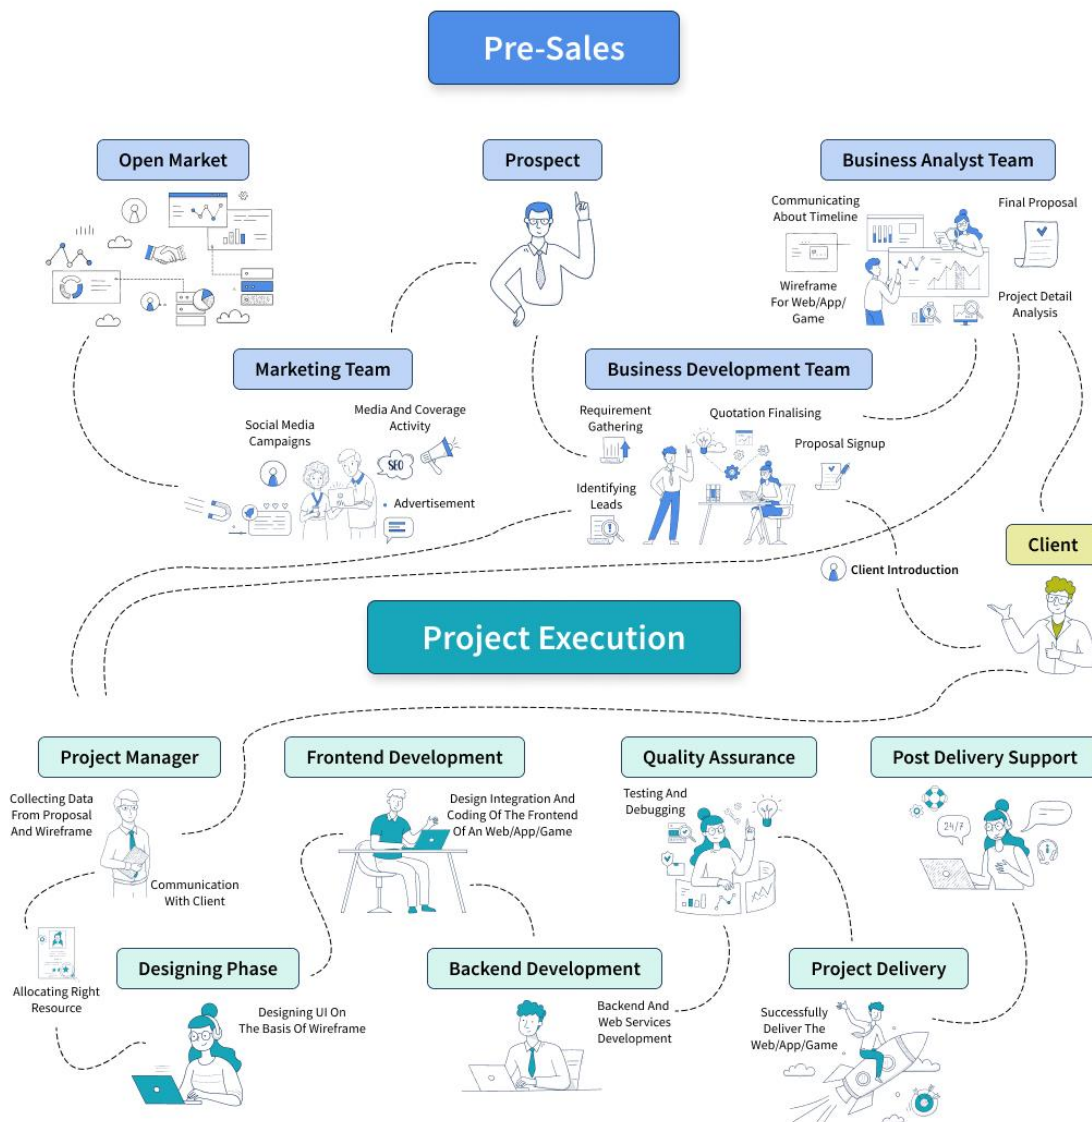 Pre-Sales
Open Market
Prospect
Business Analyst Team
Communicating
About Timeline
Final Proposal
Wireframe
For Web/App/
Game
Project Detail
Analysis
Marketing Team
Social Media
Campaigns
Media And Coverage
Activity
SEO
Advertisement
Business Development Team
Requirement
Gathering
Quotation Finalising
Proposal Signup
Identifying
Leads
Client Introduction
Client
Project Execution
Project Manager
Collecting Data
From Proposal
And Wireframe
Communication
With Client
Allocating Right
Resource
Frontend Development
Design Integration And
Coding Of The Frontend
Of An Web/App/Game
Quality Assurance
Testing And
Debugging
Post Delivery Support
24/7
Designing Phase
Designing UI On
The Basis Of Wireframe
Backend Development
Backend And
Web Services
Development
Project Delivery
Successfully
Deliver The
Web/App/Game